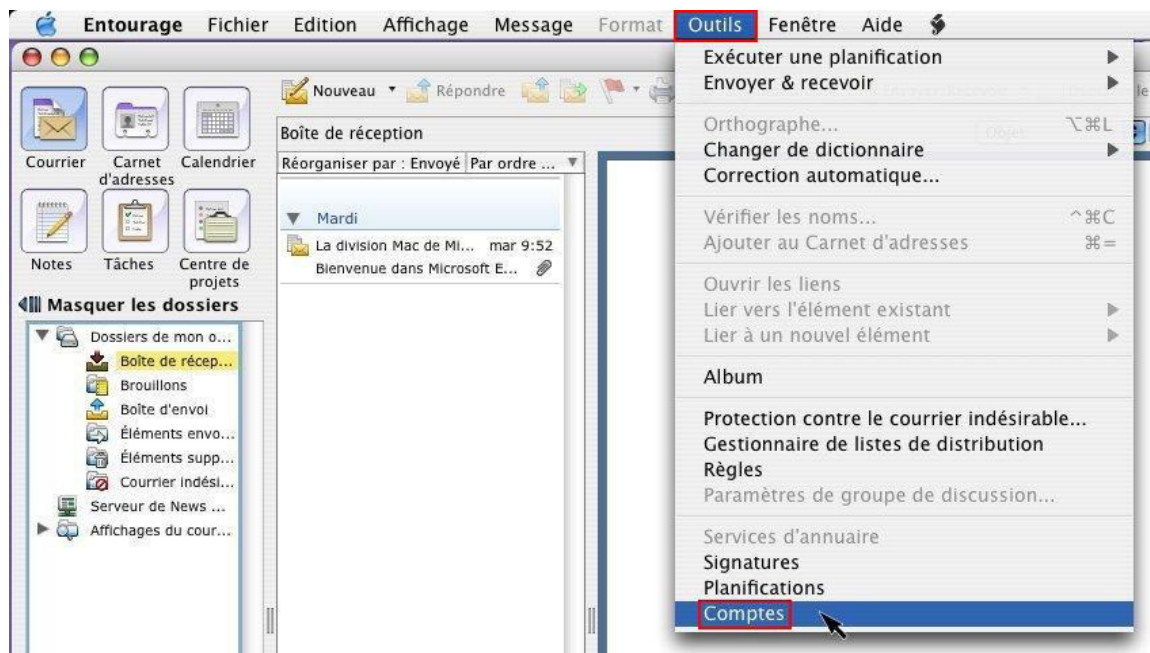 Entourage Fichier Edition Affichage Message Format Outils Fenêtre Aide
Nouveau Répondre
Boîte de réception
Réorganiser par : Envoyé Par ordre ...
Mardi
La division Mac de Mi... mar 9:52
Bienvenue dans Microsoft E...
Courrier
Carnet d'adresses
Calendrier
Notes
Tâches
Centre de projets
Masquer les dossiers
Dossiers de mon o...
Boîte de récep...
Brouillons
Boîte d'envoi
Éléments envo...
Éléments supp...
Courrier indési...
Serveur de News ...
Affichages du cour...
Exécuter une planification
Envoyer & recevoir
Orthographe... ⌥⌘L
Changer de dictionnaire
Correction automatique...
Vérifier les noms... ^⌘C
Ajouter au Carnet d'adresses ⌘=
Ouvrir les liens
Lier vers l'élément existant
Lier à un nouvel élément
Album
Protection contre le courrier indésirable...
Gestionnaire de listes de distribution
Règles
Paramètres de groupe de discussion...
Services d'annuaire
Signatures
Planifications
Comptes